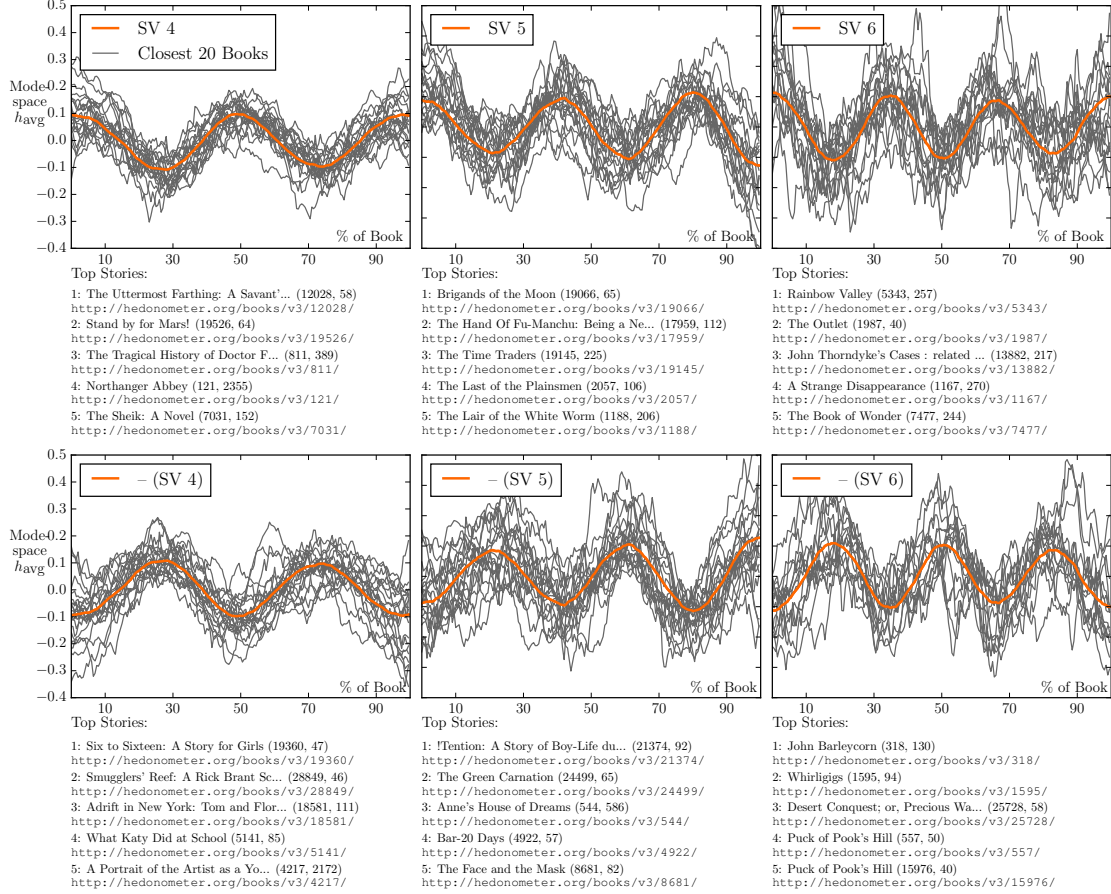 0.5
0.4
0.3
0.2
0.1
0.0
−0.1
−0.2
−0.3
−0.4
Mode
space
havg
SV 4
Closest 20 Books
% of Book
10 30 50 70 90
SV 5
% of Book
10 30 50 70 90
SV 6
% of Book
10 30 50 70 90
Top Stories:
1: The Uttermost Farthing: A Savant'... (12028, 58)
http://hedonometer.org/books/v3/12028/
2: Stand by for Mars! (19526, 64)
http://hedonometer.org/books/v3/19526/
3: The Tragical History of Doctor F... (811, 389)
http://hedonometer.org/books/v3/811/
4: Northanger Abbey (121, 2355)
http://hedonometer.org/books/v3/121/
5: The Sheik: A Novel (7031, 152)
http://hedonometer.org/books/v3/7031/
Top Stories:
1: Brigands of the Moon (19066, 65)
http://hedonometer.org/books/v3/19066/
2: The Hand Of Fu-Manchu: Being a Ne... (17959, 112)
http://hedonometer.org/books/v3/17959/
3: The Time Traders (19145, 225)
http://hedonometer.org/books/v3/19145/
4: The Last of the Plainsmen (2057, 106)
http://hedonometer.org/books/v3/2057/
5: The Lair of the White Worm (1188, 206)
http://hedonometer.org/books/v3/1188/
Top Stories:
1: Rainbow Valley (5343, 257)
http://hedonometer.org/books/v3/5343/
2: The Outlet (1987, 40)
http://hedonometer.org/books/v3/1987/
3: John Thorndyke's Cases : related ... (13882, 217)
http://hedonometer.org/books/v3/13882/
4: A Strange Disappearance (1167, 270)
http://hedonometer.org/books/v3/1167/
5: The Book of Wonder (7477, 244)
http://hedonometer.org/books/v3/7477/
0.5
0.4
0.3
0.2
0.1
0.0
−0.1
−0.2
−0.3
−0.4
Mode
space
havg
– (SV 4)
% of Book
10 30 50 70 90
– (SV 5)
% of Book
10 30 50 70 90
– (SV 6)
% of Book
10 30 50 70 90
Top Stories:
1: Six to Sixteen: A Story for Girls (19360, 47)
http://hedonometer.org/books/v3/19360/
2: Smugglers' Reef: A Rick Brant Sc... (28849, 46)
http://hedonometer.org/books/v3/28849/
3: Adrift in New York: Tom and Flor... (18581, 111)
http://hedonometer.org/books/v3/18581/
4: What Katy Did at School (5141, 85)
http://hedonometer.org/books/v3/5141/
5: A Portrait of the Artist as a Yo... (4217, 2172)
http://hedonometer.org/books/v3/4217/
Top Stories:
1: !Tention: A Story of Boy-Life du... (21374, 92)
http://hedonometer.org/books/v3/21374/
2: The Green Carnation (24499, 65)
http://hedonometer.org/books/v3/24499/
3: Anne's House of Dreams (544, 586)
http://hedonometer.org/books/v3/544/
4: Bar-20 Days (4922, 57)
http://hedonometer.org/books/v3/4922/
5: The Face and the Mask (8681, 82)
http://hedonometer.org/books/v3/8681/
Top Stories:
1: John Barleycorn (318, 130)
http://hedonometer.org/books/v3/318/
2: Whirligigs (1595, 94)
http://hedonometer.org/books/v3/1595/
3: Desert Conquest; or, Precious Wa... (25728, 58)
http://hedonometer.org/books/v3/25728/
4: Puck of Pook's Hill (557, 50)
http://hedonometer.org/books/v3/557/
5: Puck of Pook's Hill (15976, 40)
http://hedonometer.org/books/v3/15976/